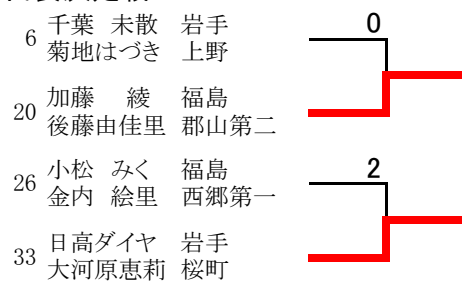 6 千葉 未散 岩手 0
菊地はづき 上野
20 加藤 綾 福島
後藤由佳里 郡山第二
26 小松 みく 福島 2
金内 絵里 西郷第一
33 日高ダイヤ 岩手
大河原恵莉 桜町